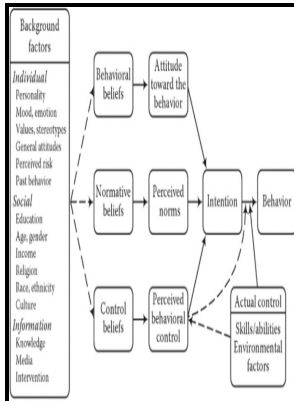 Background
factors
Individual
Personality
Mood, emotion
Values, stereotypes
General attitudes
Perceived risk
Past behavior
Social
Education
Age, gender
Income
Religion
Race, ethnicity
Culture
Information
Knowledge
Media
Intervention
Behavioral
beliefs
Attitude
toward the
behavior
Normative
beliefs
Perceived
norms
Intention
Behavior
Control
beliefs
Perceived
behavioral
control
Actual control
Skills/abilities
Environmental
factors